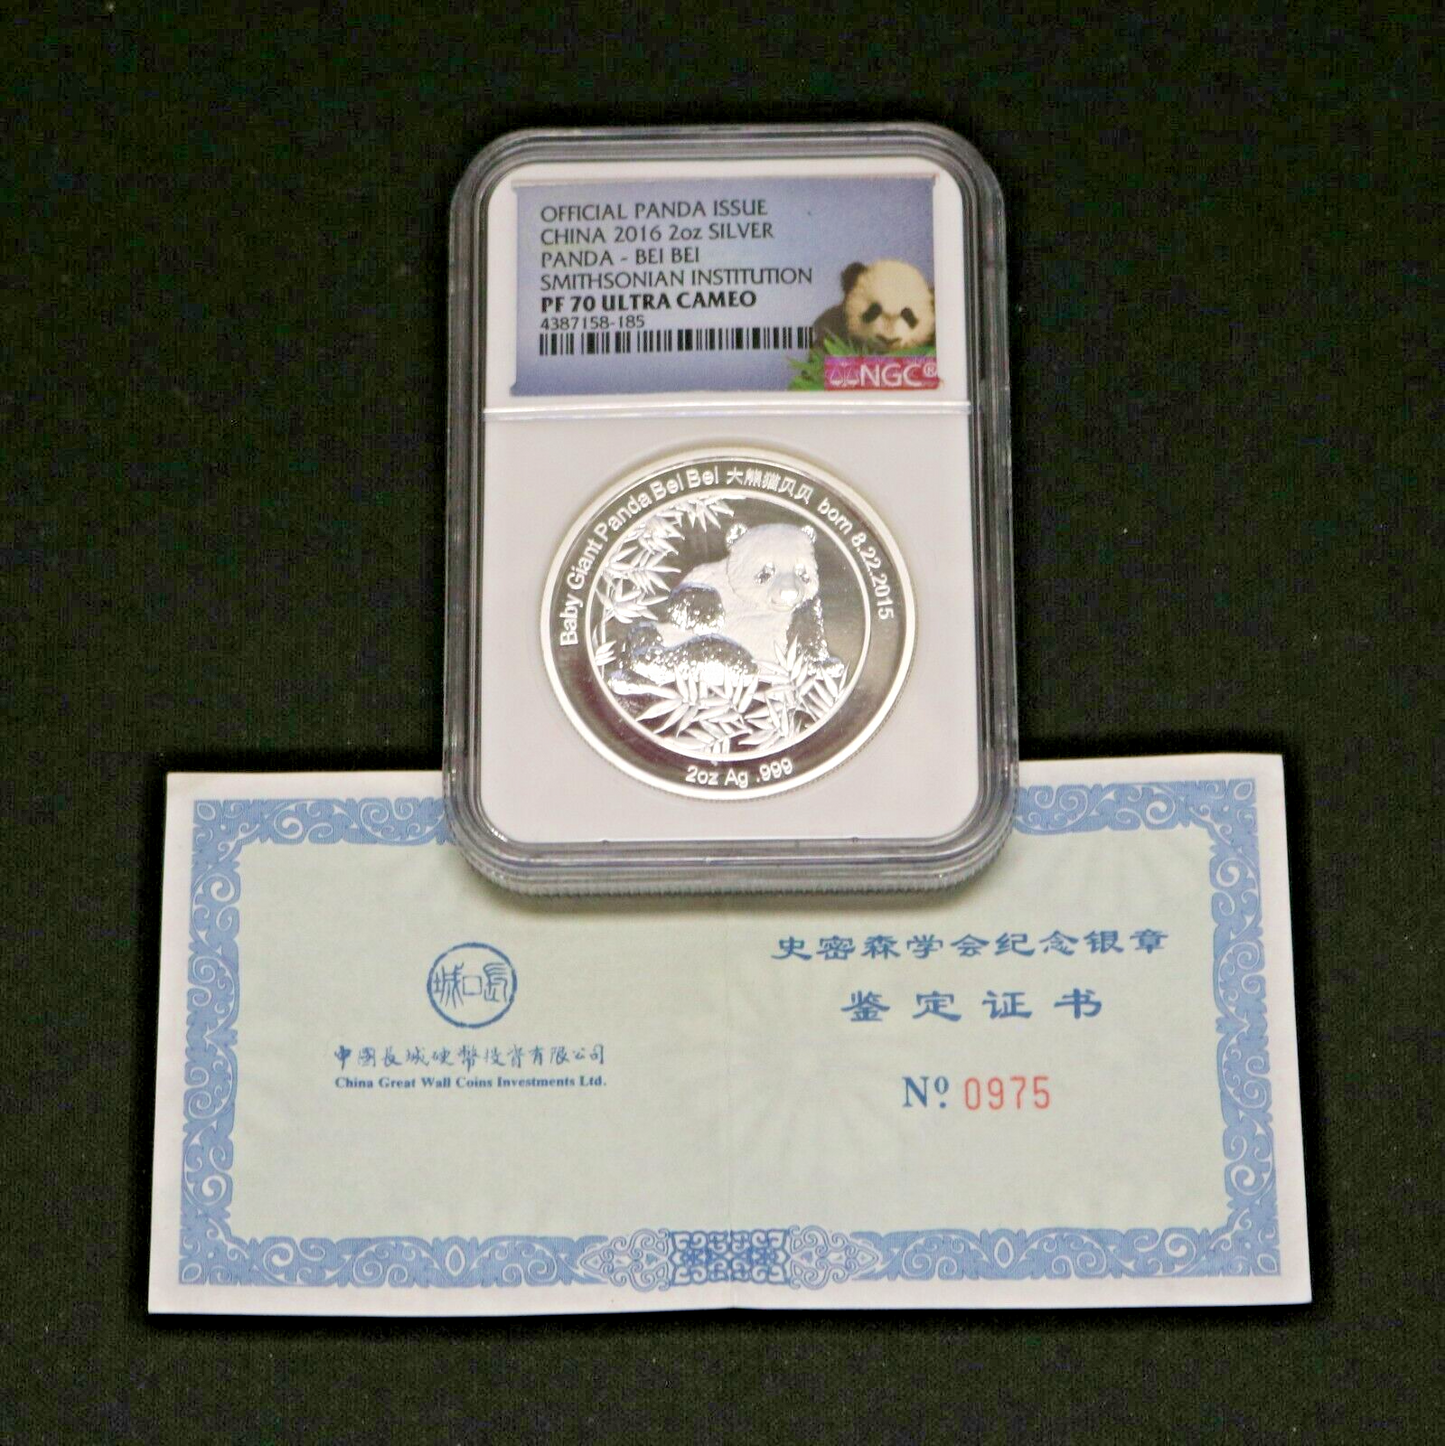 OFFICIAL PANDA ISSUE
CHINA 2016 2oz SILVER
PANDA - BEI BEI
SMITHSONIAN INSTITUTION
PF 70 ULTRA CAMEO
4387158-185
NGC®
Baby Giant Panda Bei Bei 大熊猫贝贝 born 8.22.2015
2oz Ag .999
長口城
中國長城硬幣投資有限公司
China Great Wall Coins Investments Ltd.
史密森学会纪念银章
鉴定证书
Nº 0975